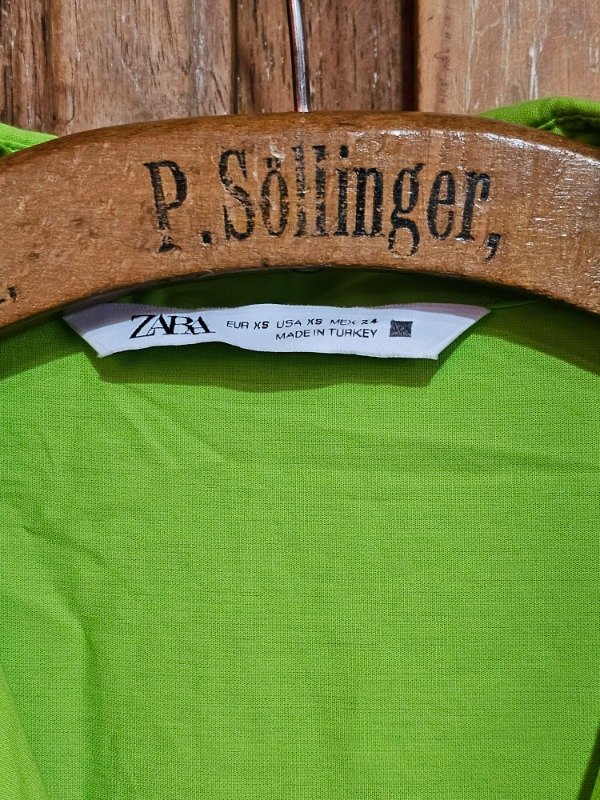 P. Söllinger,
ZARA EUR XS USA XS MEX 24
MADE IN TURKEY